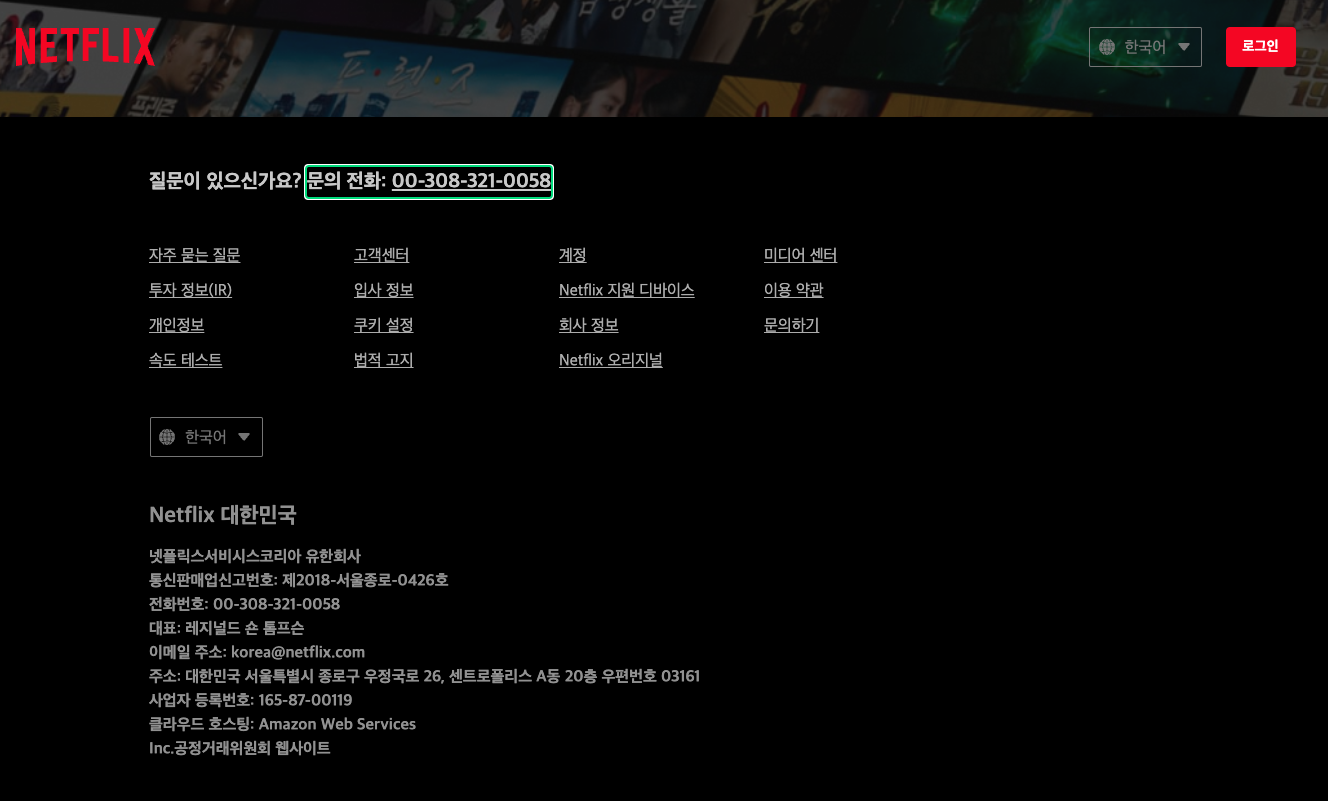 NETFLIX
한국어
로그인
프렌즈
질문이 있으신가요? 문의 전화: 00-308-321-0058
자주 묻는 질문
고객센터
계정
미디어 센터
투자 정보(IR)
입사 정보
Netflix 지원 디바이스
이용 약관
개인정보
쿠키 설정
회사 정보
문의하기
속도 테스트
법적 고지
Netflix 오리지널
한국어
Netflix 대한민국
넷플릭스서비시스코리아 유한회사
통신판매업신고번호: 제2018-서울종로-0426호
전화번호: 00-308-321-0058
대표: 레지널드 숀 톰프슨
이메일 주소: korea@netflix.com
주소: 대한민국 서울특별시 종로구 우정국로 26, 센트로폴리스 A동 20층 우편번호 03161
사업자 등록번호: 165-87-00119
클라우드 호스팅: Amazon Web Services
Inc.공정거래위원회 웹사이트